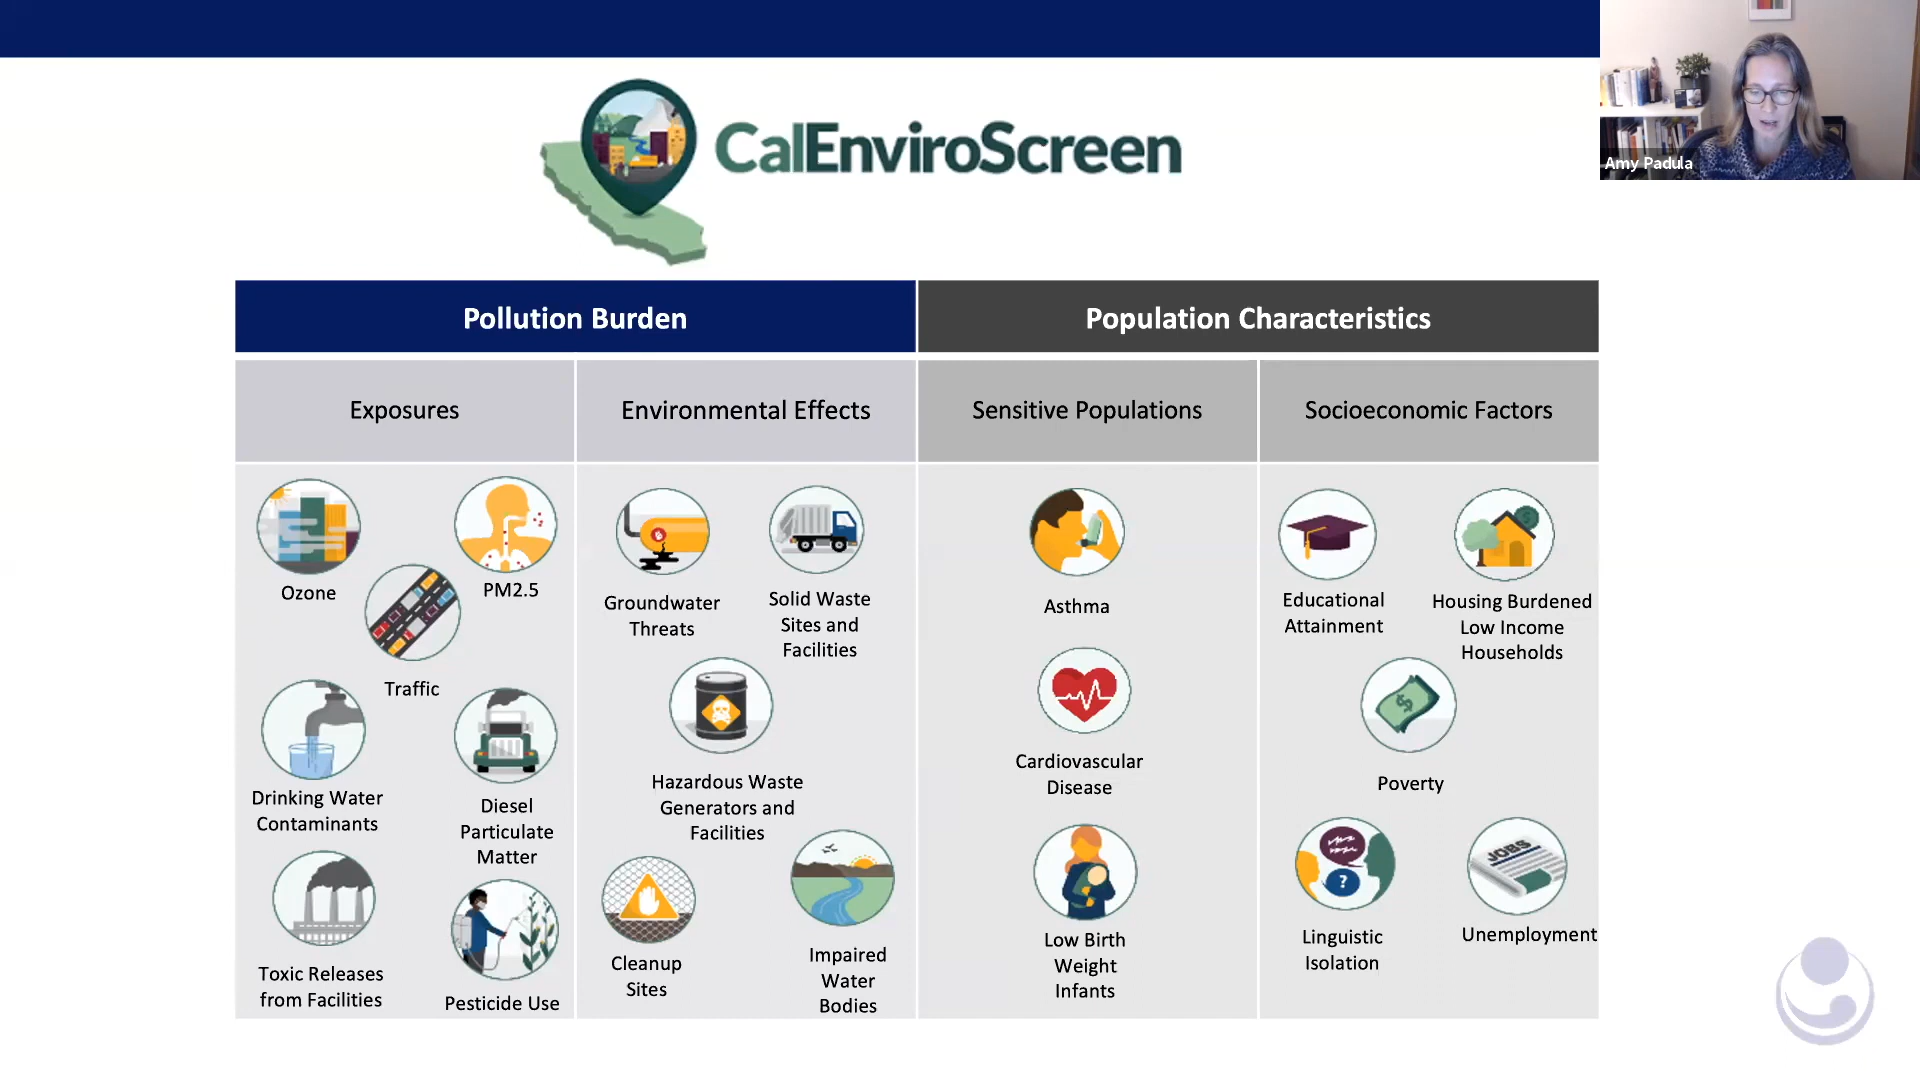 CalEnviroScreen
Amy Padula
Pollution Burden
Population Characteristics
Exposures
Environmental Effects
Sensitive Populations
Socioeconomic Factors
Ozone
PM2.5
Traffic
Drinking Water
Contaminants
Diesel
Particulate
Matter
Toxic Releases
from Facilities
Pesticide Use
Groundwater
Threats
Solid Waste
Sites and
Facilities
Hazardous Waste
Generators and
Facilities
Cleanup
Sites
Impaired
Water
Bodies
Asthma
Cardiovascular
Disease
Low Birth
Weight
Infants
Educational
Attainment
Housing Burdened
Low Income
Households
$
Poverty
?
Linguistic
Isolation
JOBS
Unemployment